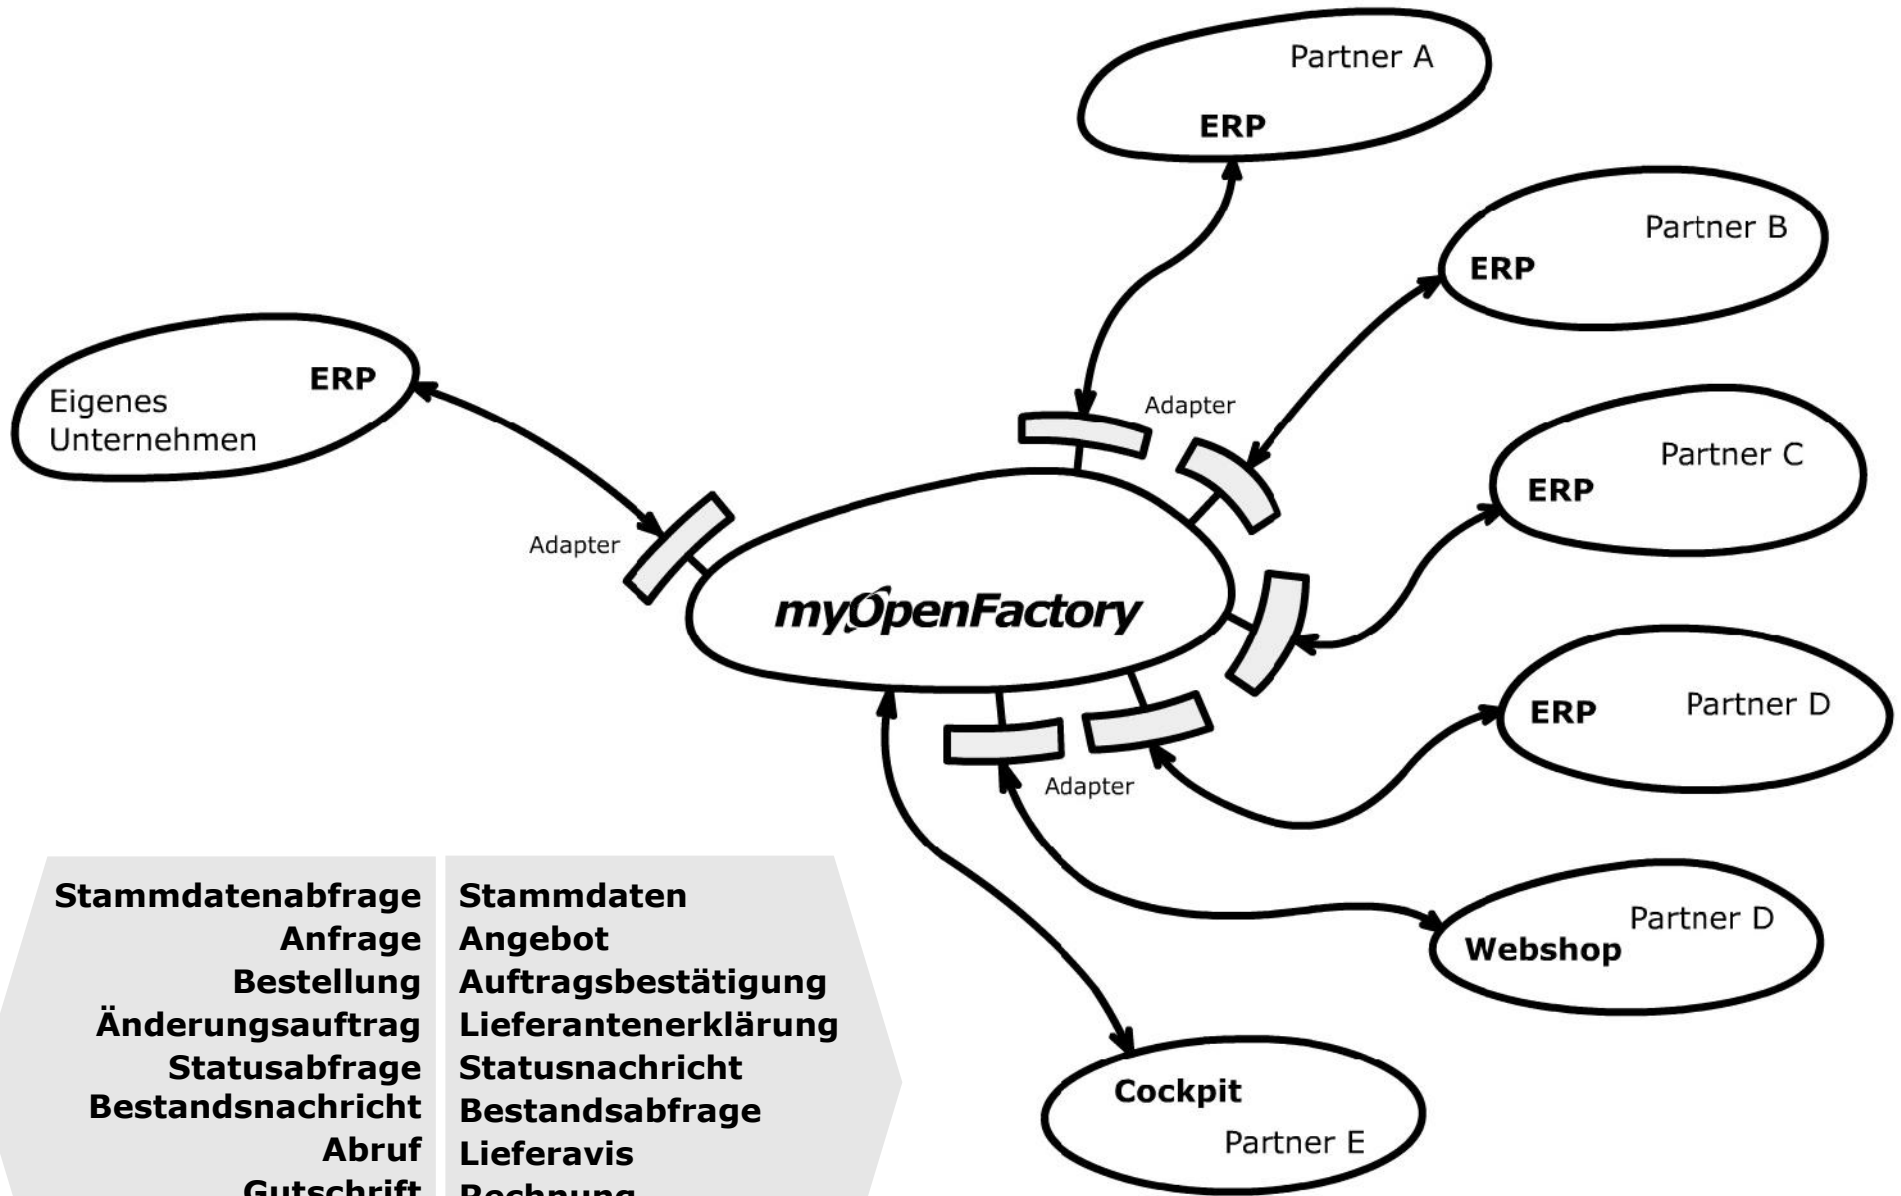 Partner A
ERP
Partner B
ERP
Eigenes
Unternehmen
ERP
Adapter
Partner C
ERP
Adapter
myOpenFactory
ERP
Partner D
Adapter
Partner D
Webshop
Cockpit
Partner E
Stammdatenabfrage
Anfrage
Bestellung
Änderungsauftrag
Statusabfrage
Bestandsnachricht
Abruf
Gutschrift
Stammdaten
Angebot
Auftragsbestätigung
Lieferantenerklärung
Statusnachricht
Bestandsabfrage
Lieferavis
Rechnung